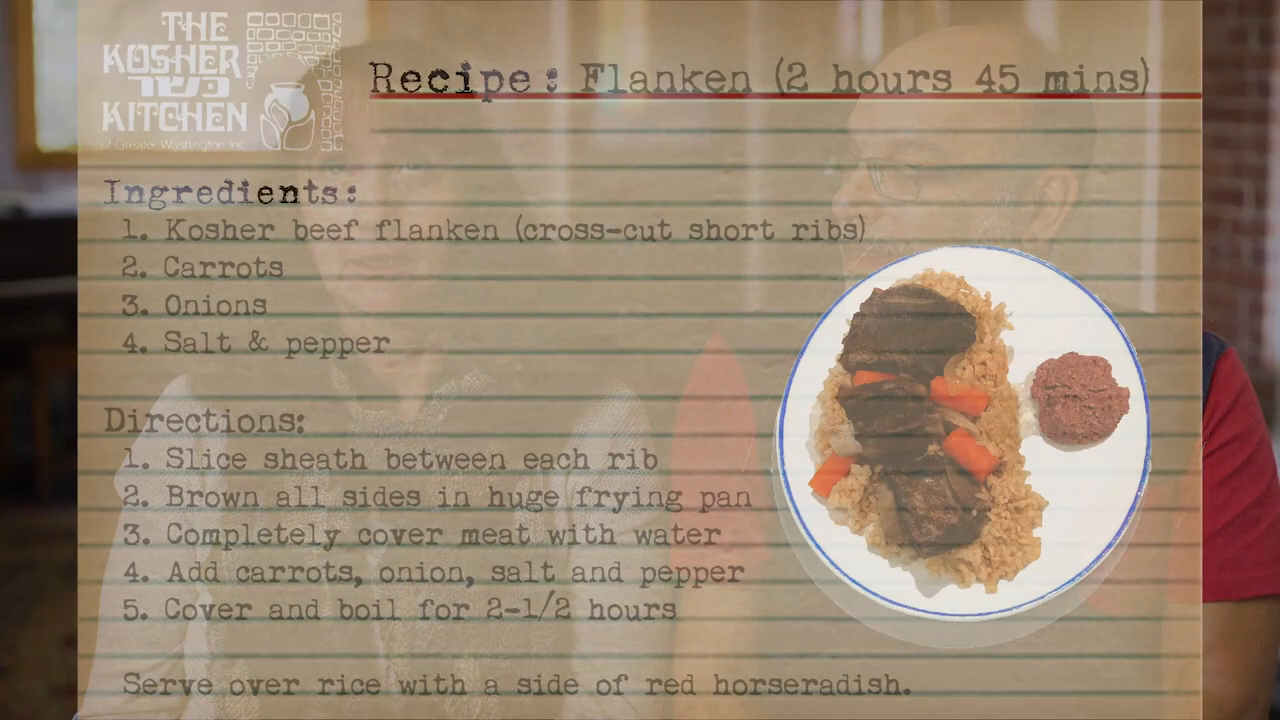 THE
KOSHER
כשר
KITCHEN
of Greater Washington Inc
Recipe: Flanken (2 hours 45 mins)
Ingredients:
1. Kosher beef flanken (cross-cut short ribs)
2. Carrots
3. Onions
4. Salt & pepper
Directions:
1. Slice sheath between each rib
2. Brown all sides in huge frying pan
3. Completely cover meat with water
4. Add carrots, onion, salt and pepper
5. Cover and boil for 2-1/2 hours
Serve over rice with a side of red horseradish.